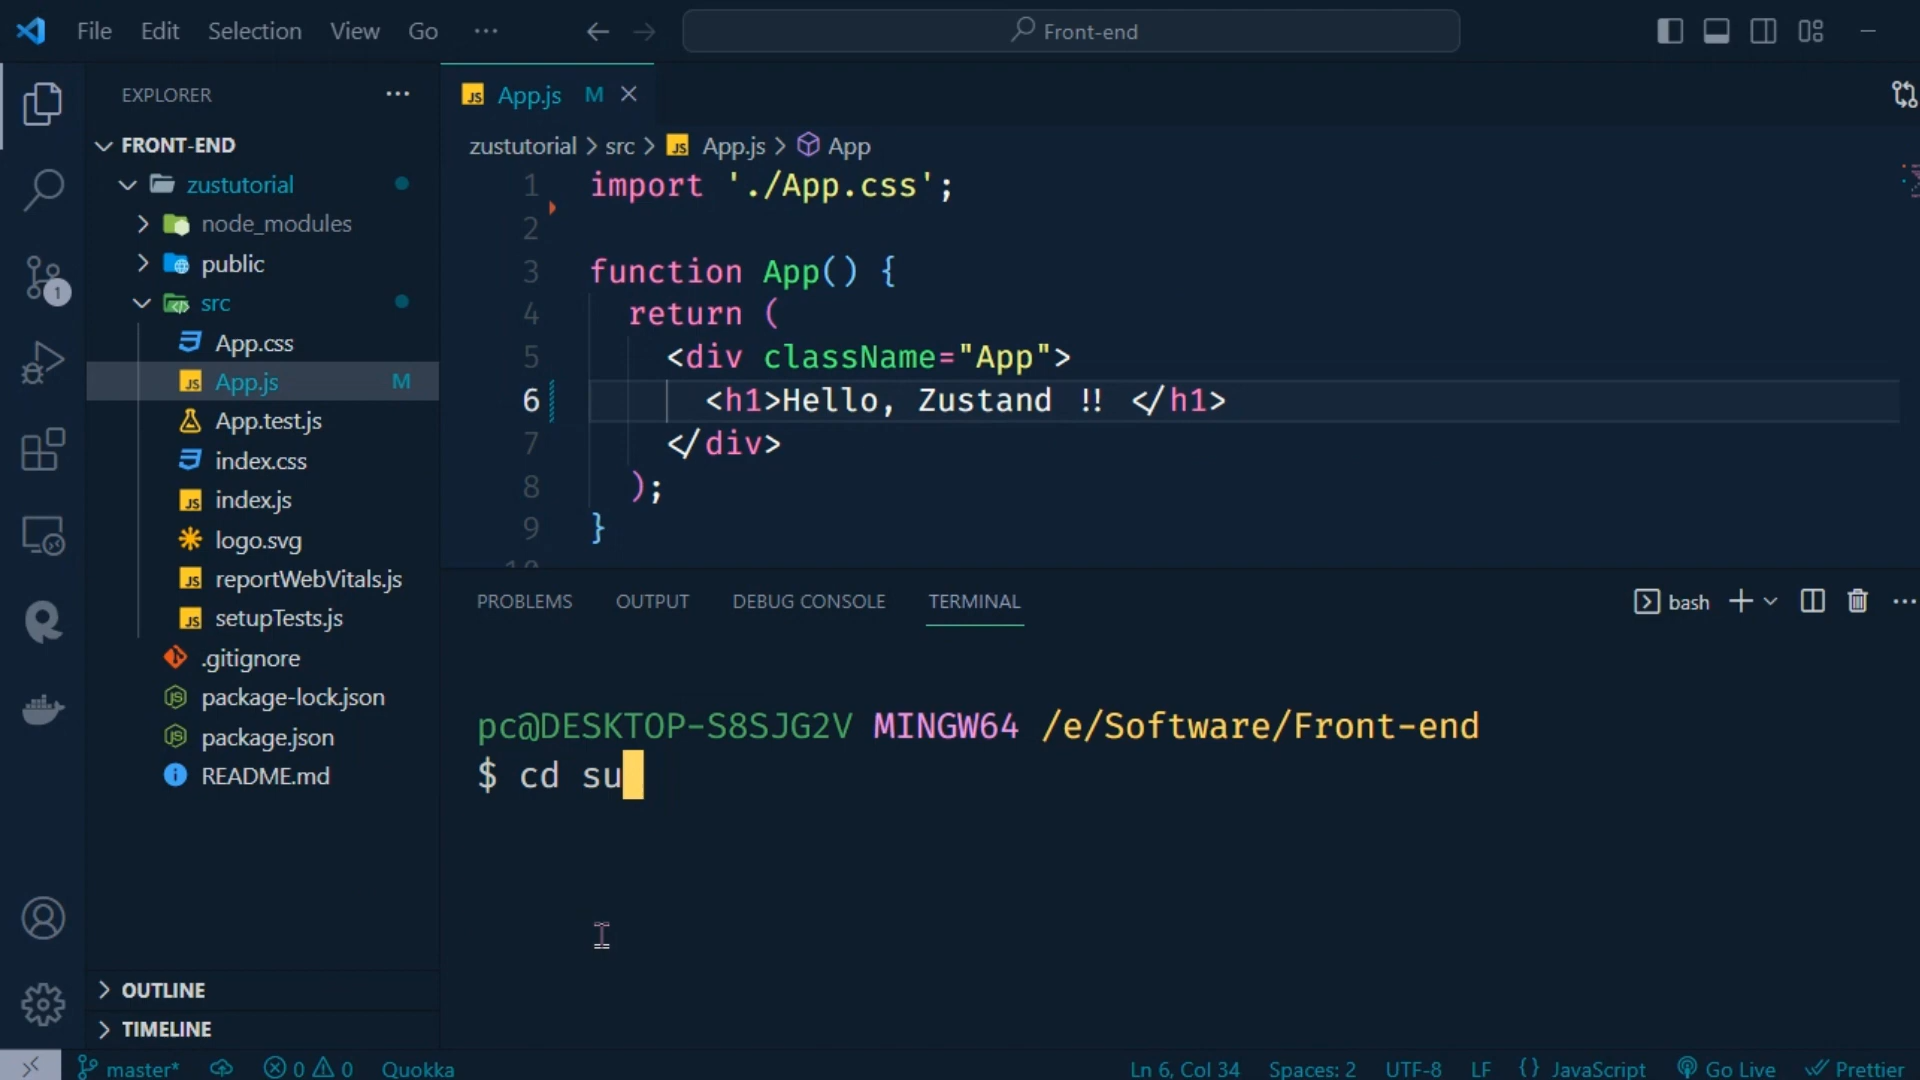 File Edit Selection View Go ··· Front-end
EXPLORER ···
FRONT-END
zustutorial
node_modules
public
src
App.css
App.js M
App.test.js
index.css
index.js
logo.svg
reportWebVitals.js
setupTests.js
.gitignore
package-lock.json
package.json
README.md
OUTLINE
TIMELINE
1
JS App.js M
zustutorial > src > JS App.js > App
1 import './App.css';
2
3 function App() {
4 return (
5 <div className="App">
6 <h1>Hello, Zustand !! </h1>
7 </div>
8 );
9 }
PROBLEMS OUTPUT DEBUG CONSOLE TERMINAL bash
pc@DESKTOP-S8SJG2V MINGW64 /e/Software/Front-end
$ cd su
master* 0 0 Quokka Ln 6, Col 34 Spaces: 2 UTF-8 LF {} JavaScript Go Live Prettier